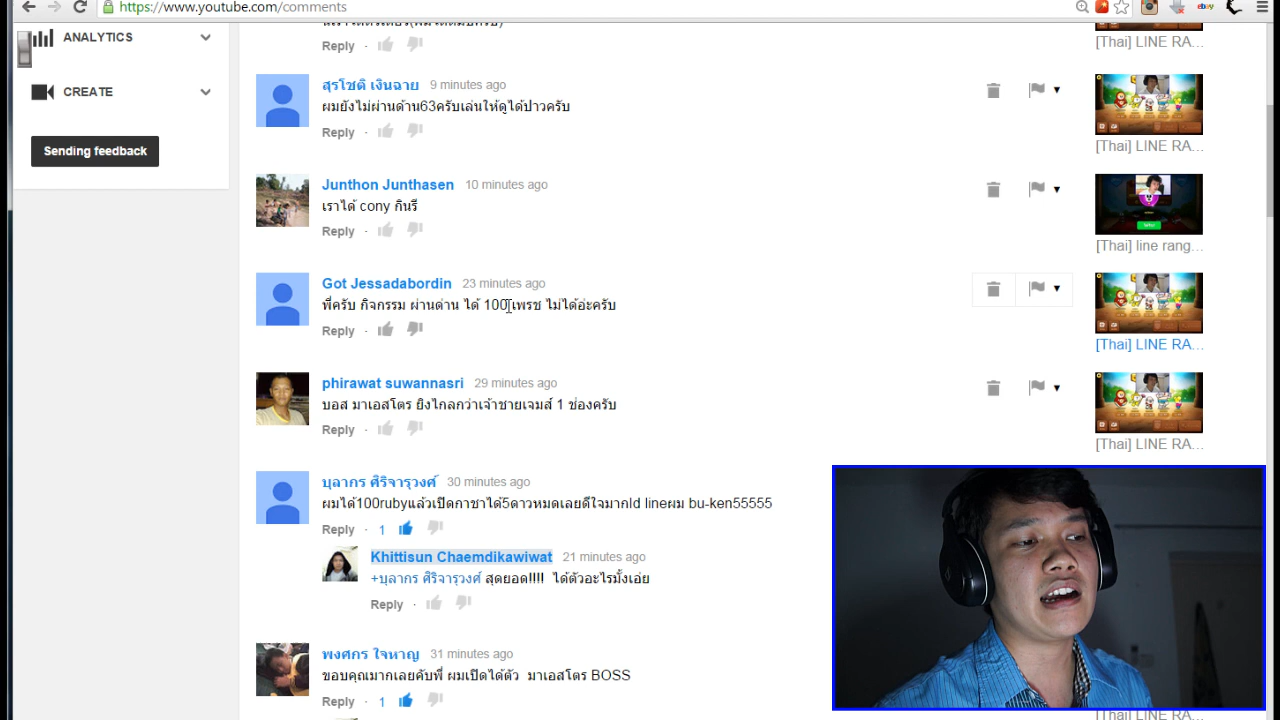 https://www.youtube.com/comments
ebay
ANALYTICS
CREATE
Sending feedback
Reply ·
[Thai] LINE RA...
สุรโชติ เงินฉาย 9 minutes ago
ผมยังไม่ผ่านด้าน63ครับเล่นให้ดูได้ป่าวครับ
Reply ·
[Thai] LINE RA...
Junthon Junthasen 10 minutes ago
เราได้ cony กินรี
Reply ·
[Thai] line rang...
Got Jessadabordin 23 minutes ago
พี่ครับ กิจกรรม ผ่านด่าน ได้ 100 เพรช ไม่ได้อ่ะครับ
Reply ·
[Thai] LINE RA...
phirawat suwannasri 29 minutes ago
บอส มาเอสโตร ยิงไกลกว่าเจ้าชายเจมส์ 1 ช่องครับ
Reply ·
[Thai] LINE RA...
บุลากร ศิริจารุวงศ์ 30 minutes ago
ผมได้100rubyแล้วเปิดกาชาได้5ดาวหมดเลยดีใจมากId lineผม bu-ken55555
Reply · 1
Khittisun Chaemdikawiwat 21 minutes ago
+บุลากร ศิริจารุวงศ์ สุดยอด!!!! ได้ตัวอะไรมั้งเอ่ย
Reply ·
พงศกร ใจหาญ 31 minutes ago
ขอบคุณมากเลยคับพี่ ผมเปิดได้ตัว มาเอสโตร BOSS
Reply · 1
[Thai] LINE RA...